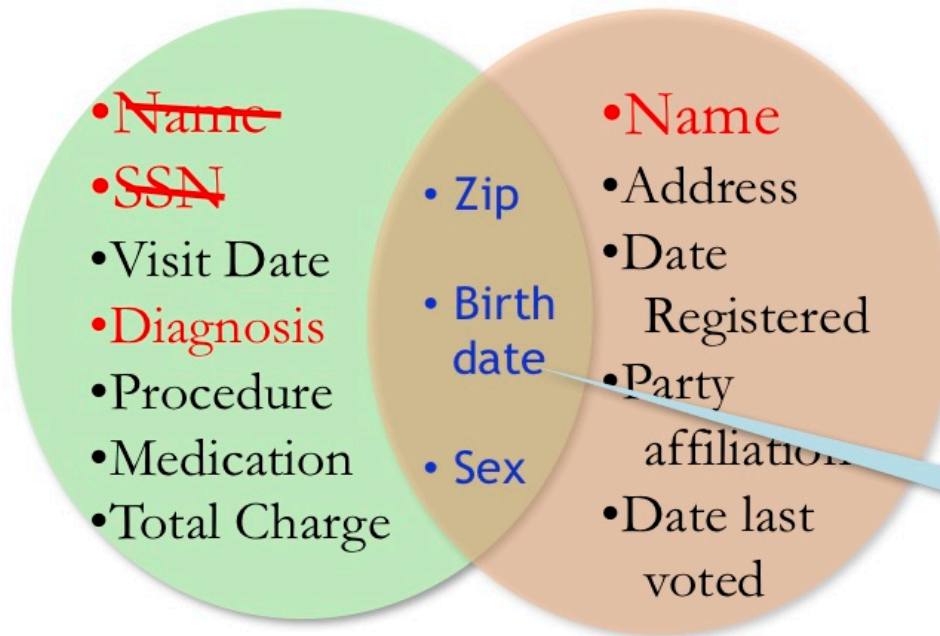 •Name
•SSN
•Visit Date
•Diagnosis
•Procedure
•Medication
•Total Charge
• Zip
• Birth
date
• Sex
•Name
•Address
•Date
Registered
•Party
affiliation
•Date last
voted